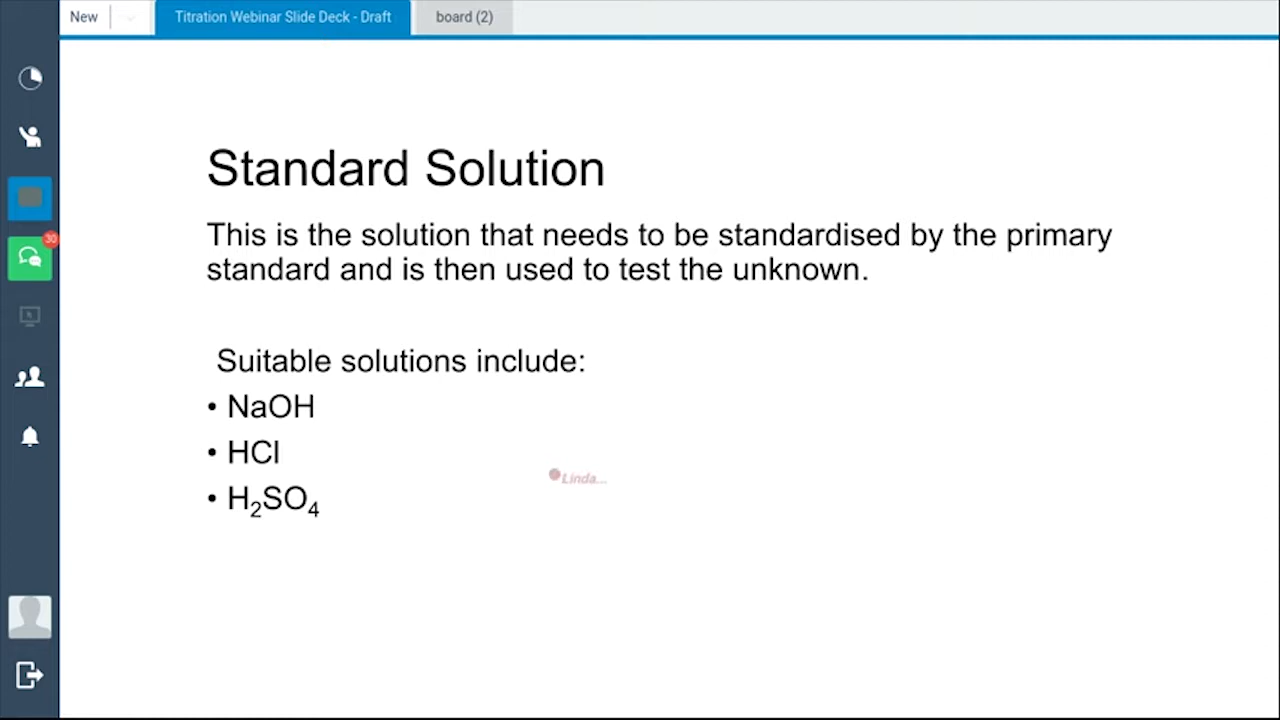 New
Titration Webinar Slide Deck - Draft
board (2)
30
Standard Solution
This is the solution that needs to be standardised by the primary
standard and is then used to test the unknown.
Suitable solutions include:
• NaOH
• HCl
• H₂SO₄
Linda...